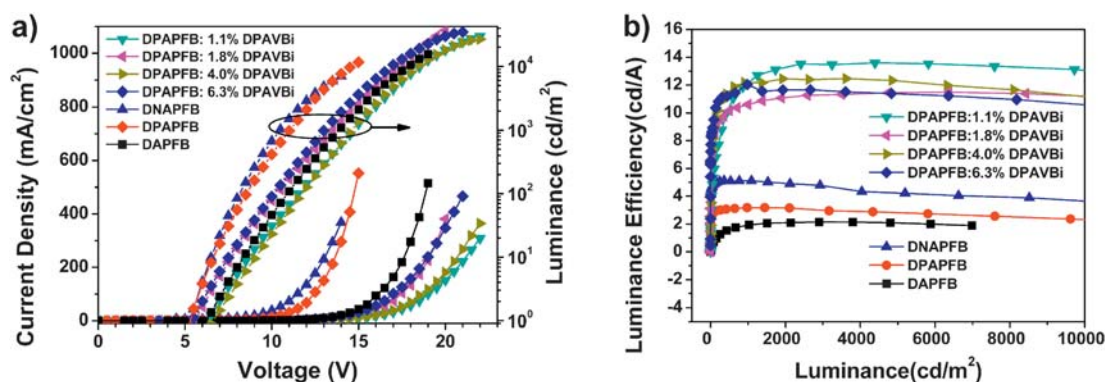 a)
Current Density (mA/cm²)
1000
800
600
400
200
0
DPAPFB: 1.1% DPAVBi
DPAPFB: 1.8% DPAVBi
DPAPFB: 4.0% DPAVBi
DPAPFB: 6.3% DPAVBi
DNAPFB
DPAPFB
DAPFB
10⁴
10³
10²
10¹
10⁰
Luminance (cd/m²)
0 5 10 15 20
Voltage (V)
b)
Luminance Efficiency(cd/A)
16
14
12
10
8
6
4
2
0
-2
-4
DPAPFB:1.1% DPAVBi
DPAPFB:1.8% DPAVBi
DPAPFB:4.0% DPAVBi
DPAPFB:6.3% DPAVBi
DNAPFB
DPAPFB
DAPFB
0 2000 4000 6000 8000 10000
Luminance(cd/m²)